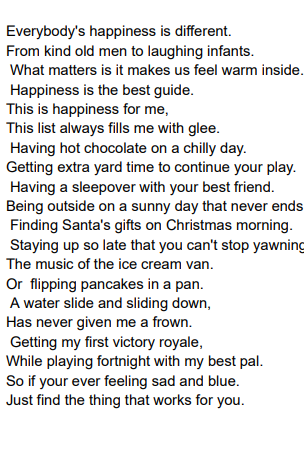 Everybody's happiness is different.
From kind old men to laughing infants.
What matters is it makes us feel warm inside.
Happiness is the best guide.
This is happiness for me,
This list always fills me with glee.
Having hot chocolate on a chilly day.
Getting extra yard time to continue your play.
Having a sleepover with your best friend.
Being outside on a sunny day that never ends
Finding Santa's gifts on Christmas morning.
Staying up so late that you can't stop yawning
The music of the ice cream van.
Or flipping pancakes in a pan.
A water slide and sliding down,
Has never given me a frown.
Getting my first victory royale,
While playing fortnight with my best pal.
So if your ever feeling sad and blue.
Just find the thing that works for you.